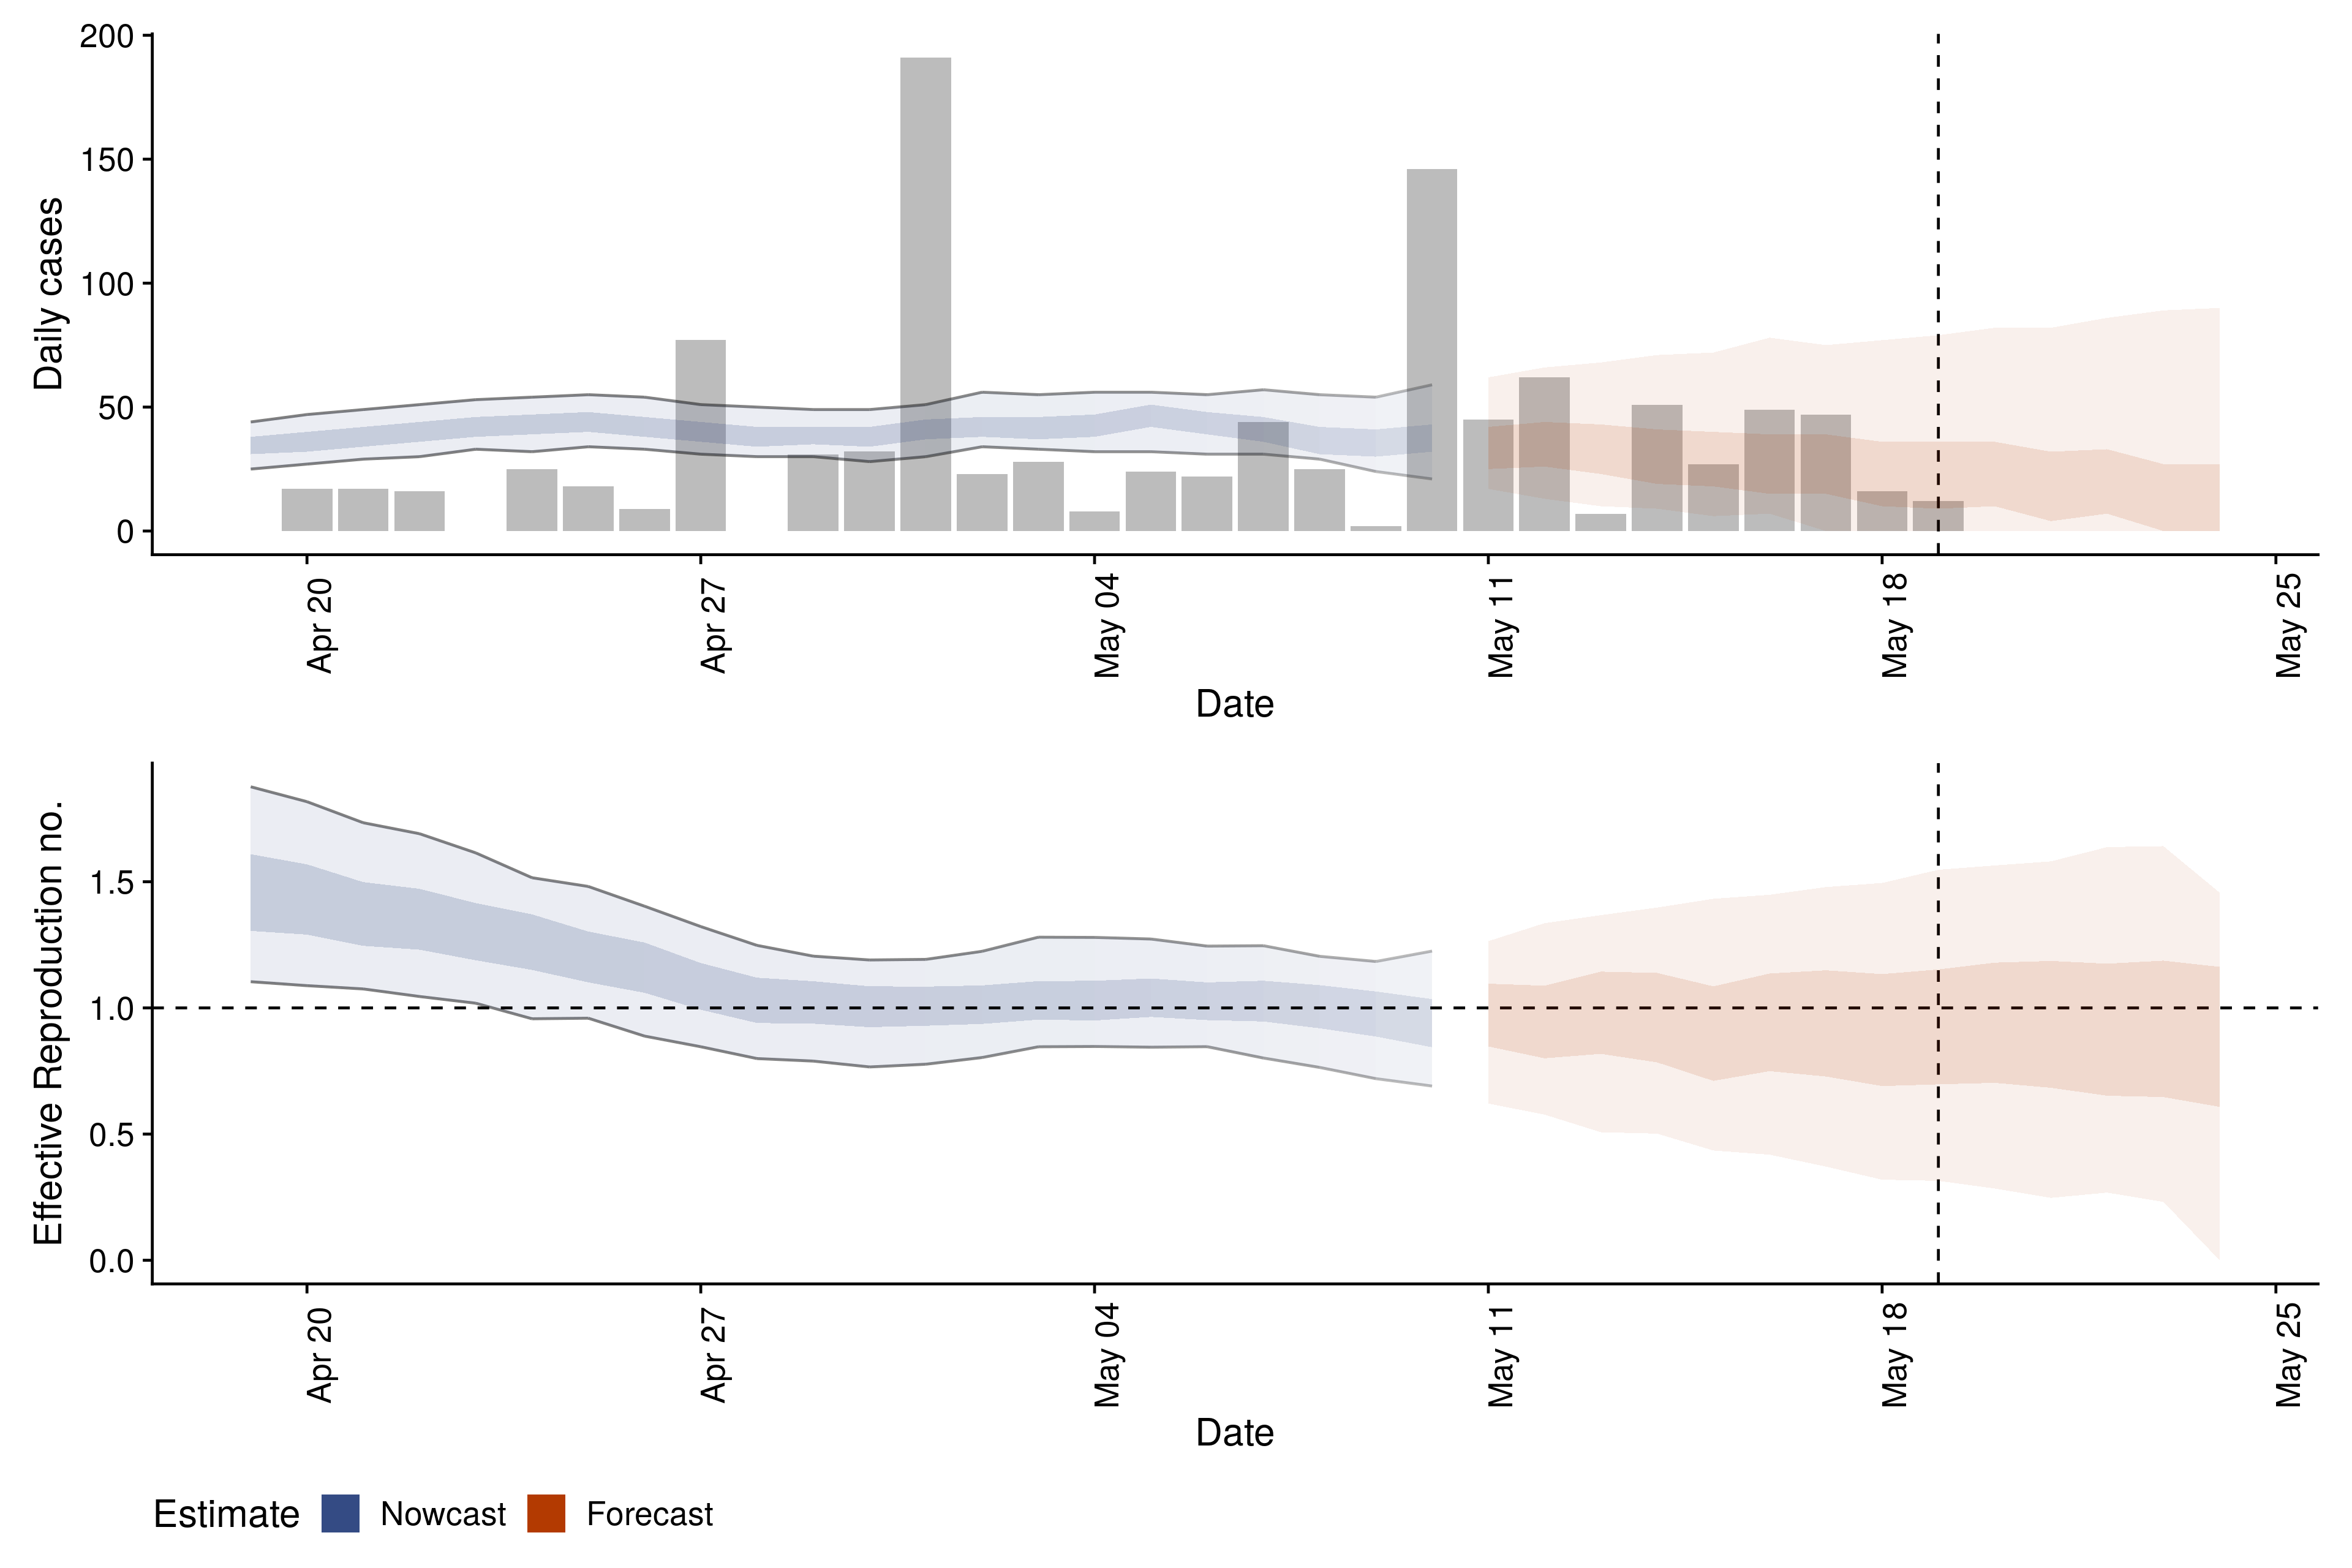 200
150
100
50
0
Daily cases
Apr 20
Apr 27
May 04
May 11
May 18
May 25
Date
1.5
1.0
0.5
0.0
Effective Reproduction no.
Apr 20
Apr 27
May 04
May 11
May 18
May 25
Date
Estimate Nowcast Forecast